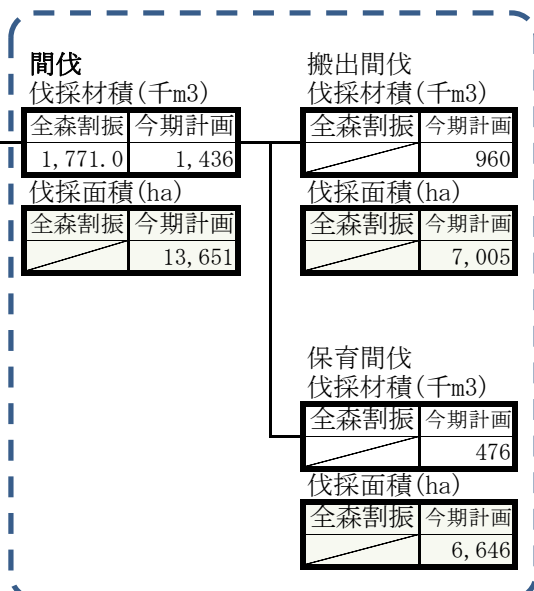 間伐
伐採材積(千m3)
全森割振 今期計画
1,771.0 1,436
伐採面積(ha)
全森割振 今期計画
13,651
搬出間伐
伐採材積(千m3)
全森割振 今期計画
960
伐採面積(ha)
全森割振 今期計画
7,005
保育間伐
伐採材積(千m3)
全森割振 今期計画
476
伐採面積(ha)
全森割振 今期計画
6,646